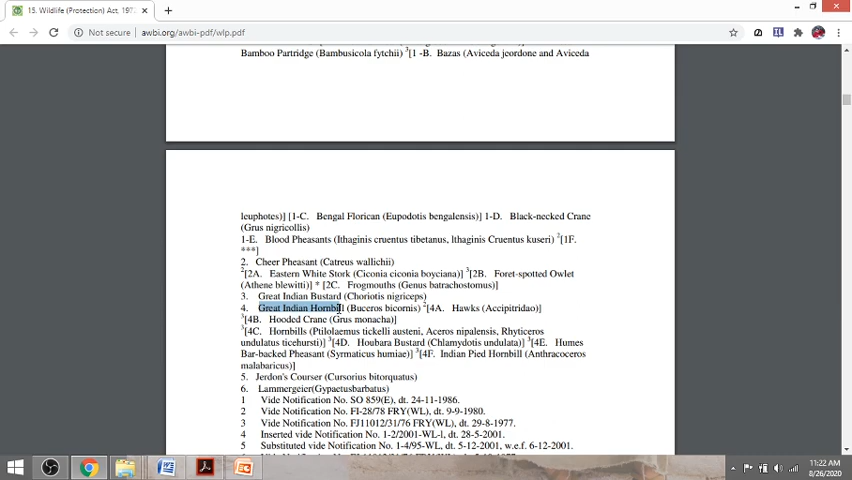 15. Wildlife (Protection) Act, 197
Not secure
awbi.org/awbi-pdf/wlp.pdf
Bamboo Partridge (Bambusicola fytchii) 3[1 -B. Bazas (Aviceda jeordone and Aviceda
leuphotes)] [1-C. Bengal Florican (Eupodotis bengalensis)] 1-D. Black-necked Crane
(Grus nigricollis)
1-E. Blood Pheasants (Ithaginis cruentus tibetanus, lthaginis Cruentus kuseri) 2[1F.
***]
2. Cheer Pheasant (Catreus wallichii)
2[2A. Eastern White Stork (Ciconia ciconia boyciana)] 3[2B. Foret-spotted Owlet
(Athene blewitti)] * [2C. Frogmouths (Genus batrachostomus)]
3. Great Indian Bustard (Choriotis nigriceps)
4. Great Indian Hornbill (Buceros bicornis) 2[4A. Hawks (Accipitridao)]
3[4B. Hooded Crane (Grus monacha)]
3[4C. Hornbills (Ptilolaemus tickelli austeni, Aceros nipalensis, Rhyticeros
undulatus ticehursti)] 3[4D. Houbara Bustard (Chlamydotis undulata)] 3[4E. Humes
Bar-backed Pheasant (Syrmaticus humiae)] 3[4F. Indian Pied Hornbill (Anthracoceros
malabaricus)]
5. Jerdon's Courser (Cursorius bitorquatus)
6. Lammergeier(Gypaetusbarbatus)
1 Vide Notification No. SO 859(E), dt. 24-11-1986.
2 Vide Notification No. FI-28/78 FRY(WL), dt. 9-9-1980.
3 Vide Notification No. FJ11012/31/76 FRY(WL), dt. 29-8-1977.
4 Inserted vide Notification No. 1-2/2001-WL-l, dt. 28-5-2001.
5 Substituted vide Notification No. 1-4/95-WL, dt. 5-12-2001, w.e.f. 6-12-2001.
11:22 AM
8/26/2020